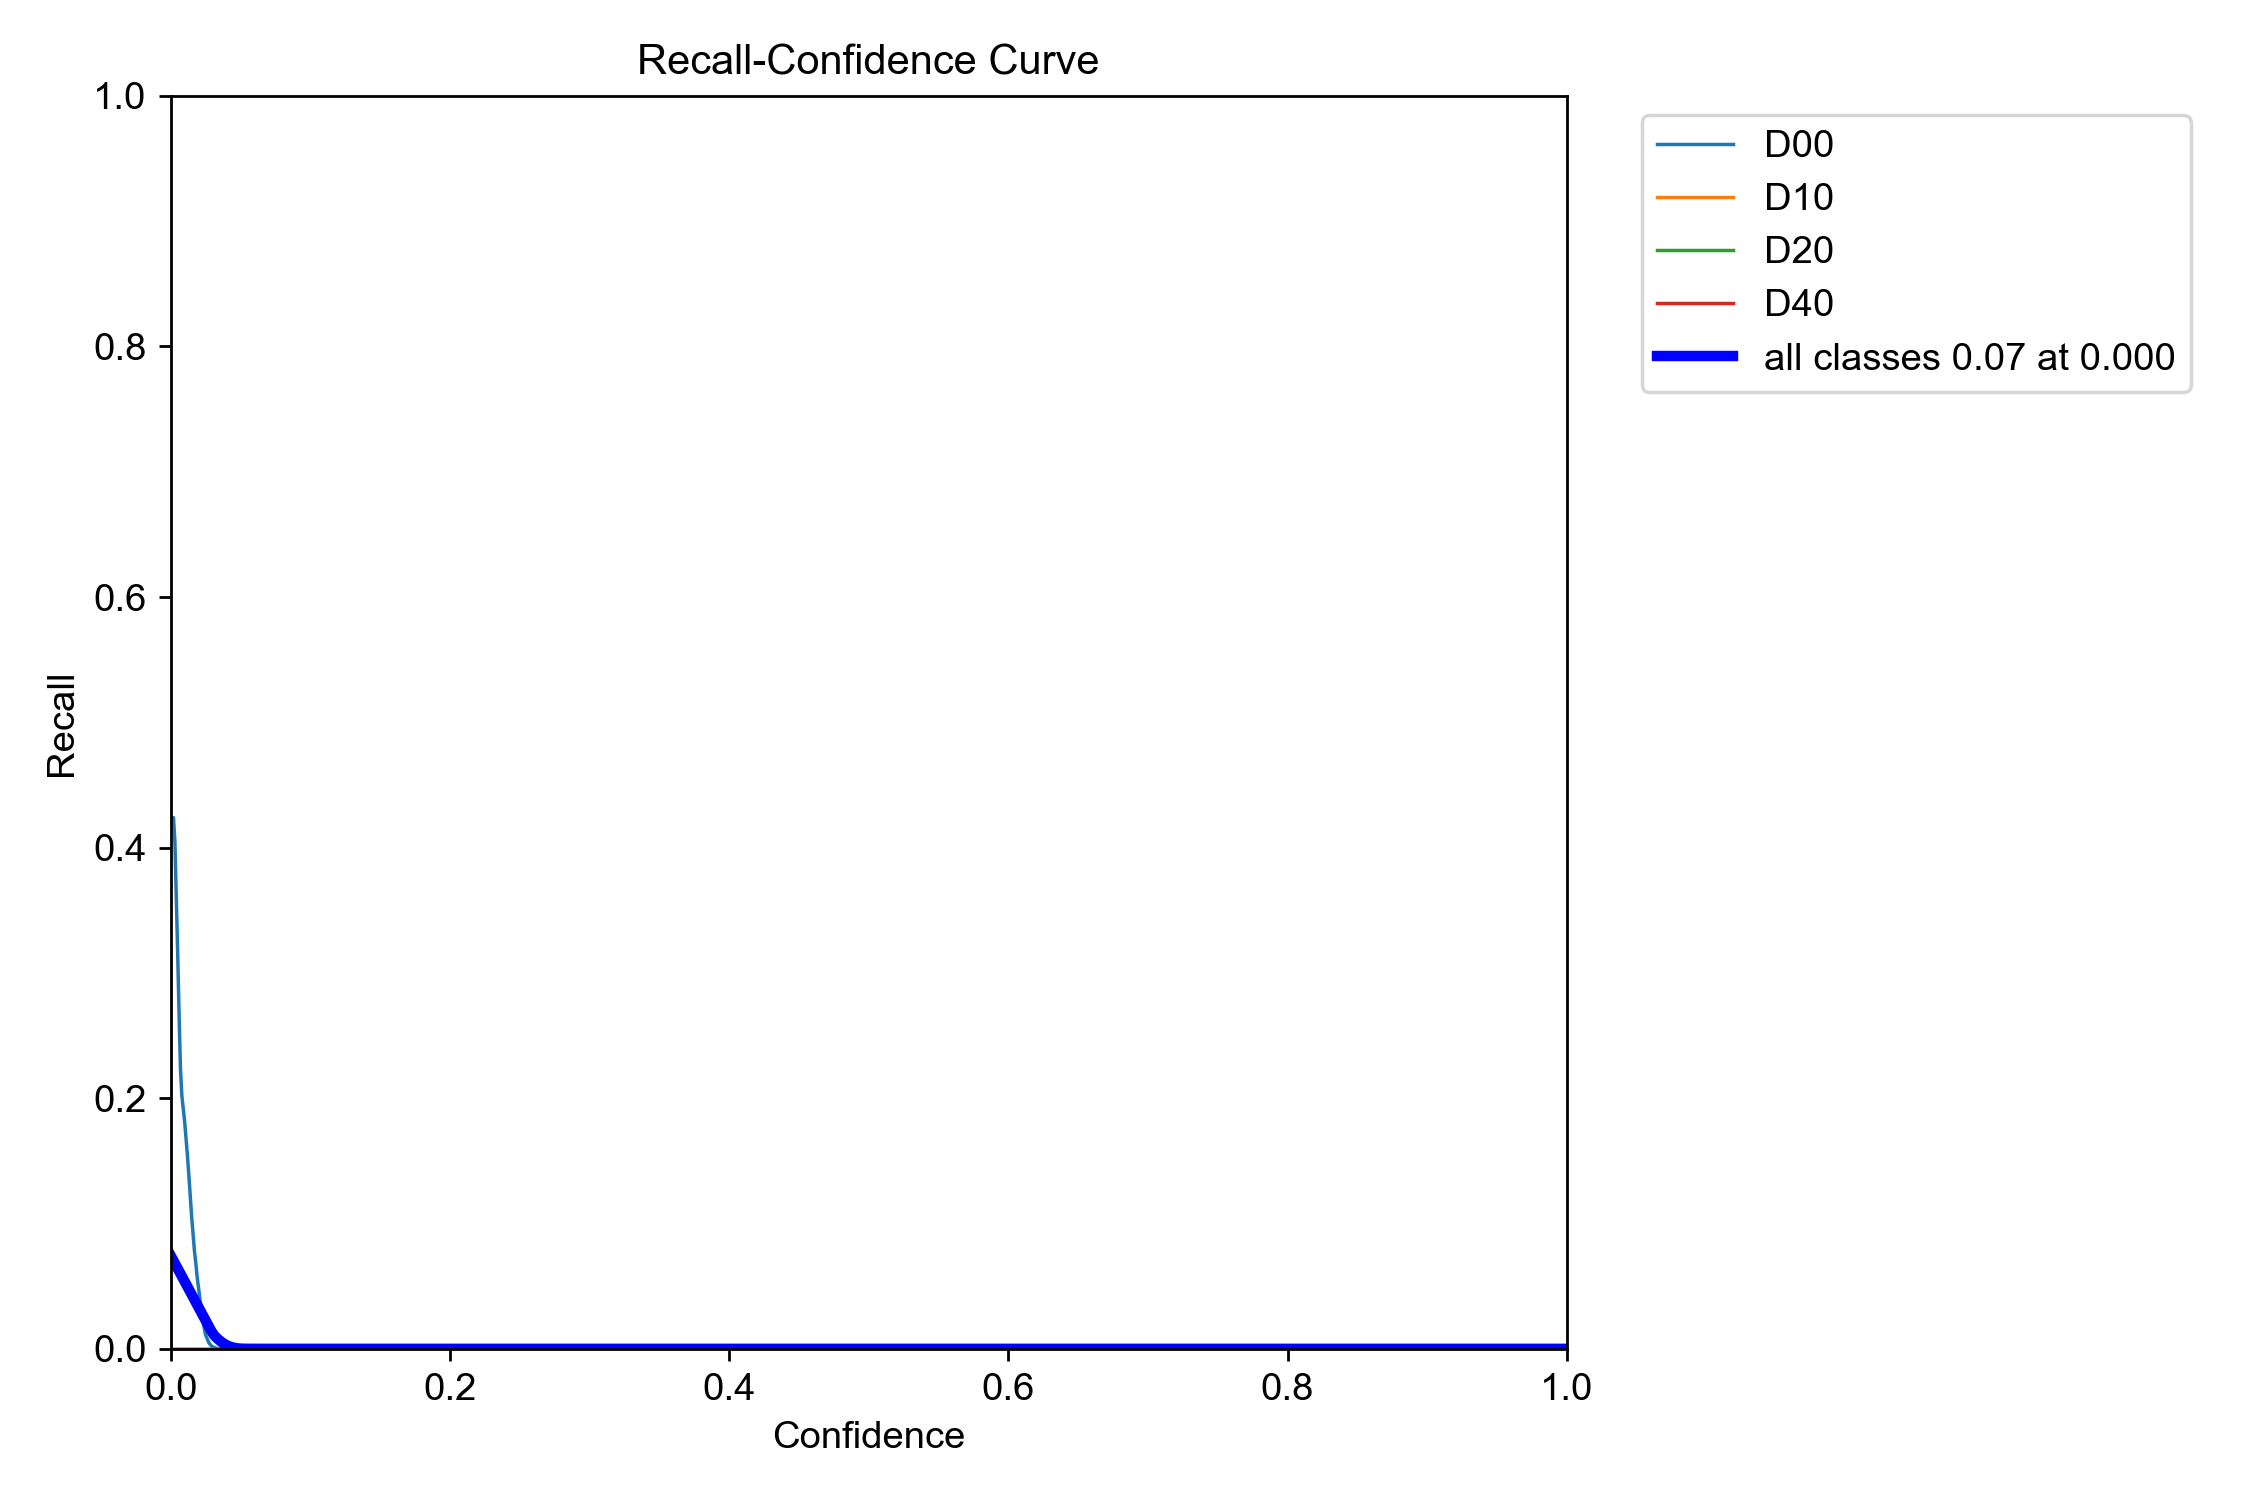 Recall-Confidence Curve
1.0
0.8
0.6
0.4
0.2
0.0
Recall
0.0 0.2 0.4 0.6 0.8 1.0
Confidence
D00
D10
D20
D40
all classes 0.07 at 0.000